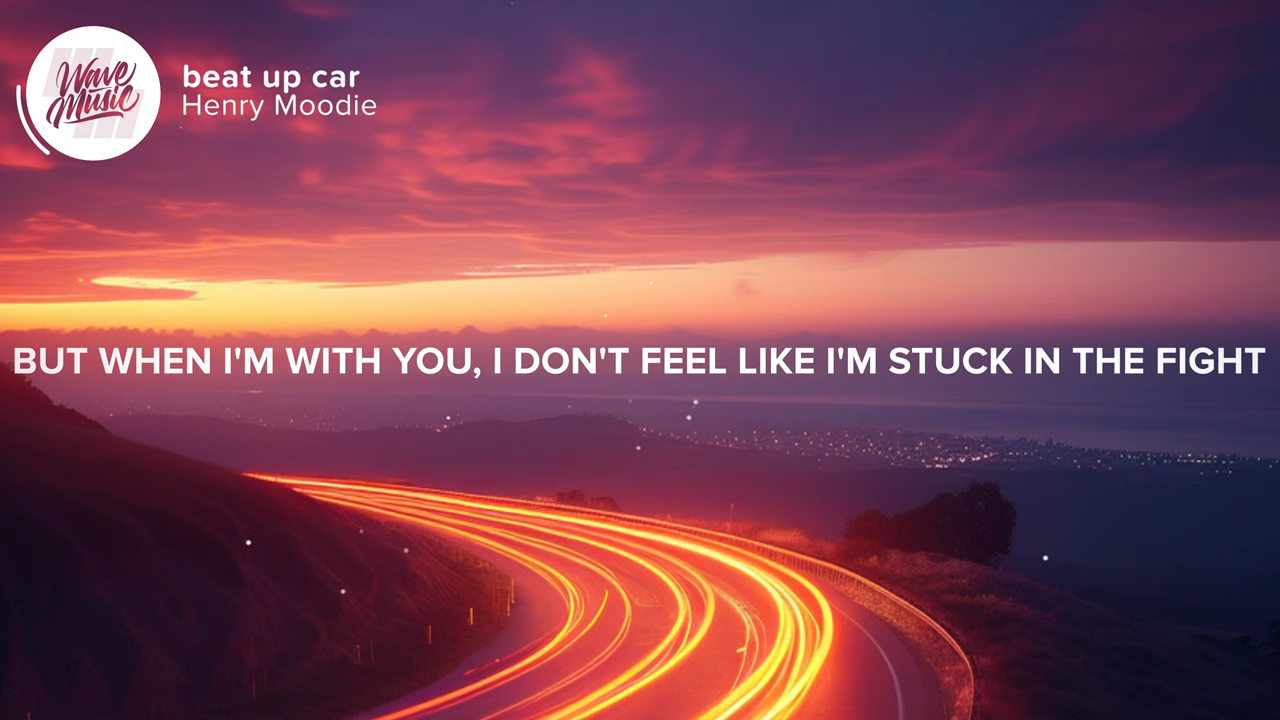 Wave
Music
beat up car
Henry Moodie
BUT WHEN I'M WITH YOU, I DON'T FEEL LIKE I'M STUCK IN THE FIGHT